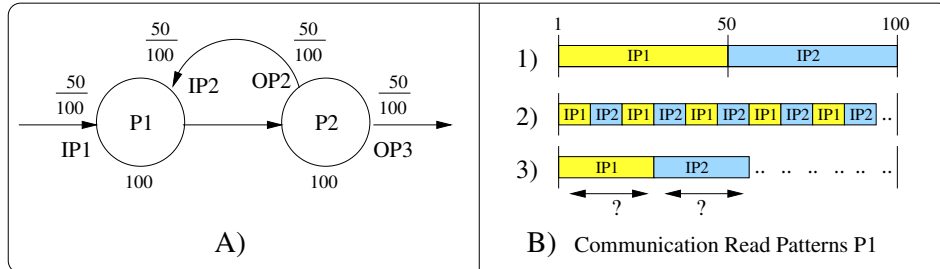 50
100
50
100
50
100
50
100
IP2
OP2
P1
P2
IP1
OP3
100
100
A)
1
50
100
1)
IP1
IP2
2)
IP1 IP2 IP1 IP2 IP1 IP2 IP1 IP2 IP1 IP2 ..
3)
IP1
IP2
.. .. .. .. .. ..
?
?
B) Communication Read Patterns P1